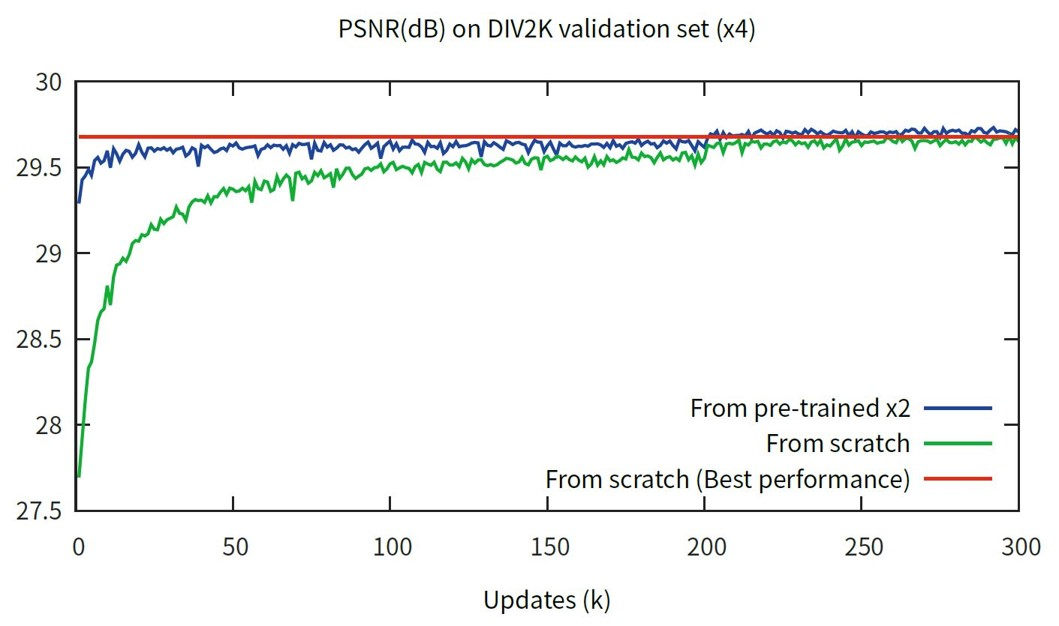 PSNR(dB) on DIV2K validation set (x4)
30
29.5
29
28.5
28
27.5
From pre-trained x2
From scratch
From scratch (Best performance)
0 50 100 150 200 250 300
Updates (k)